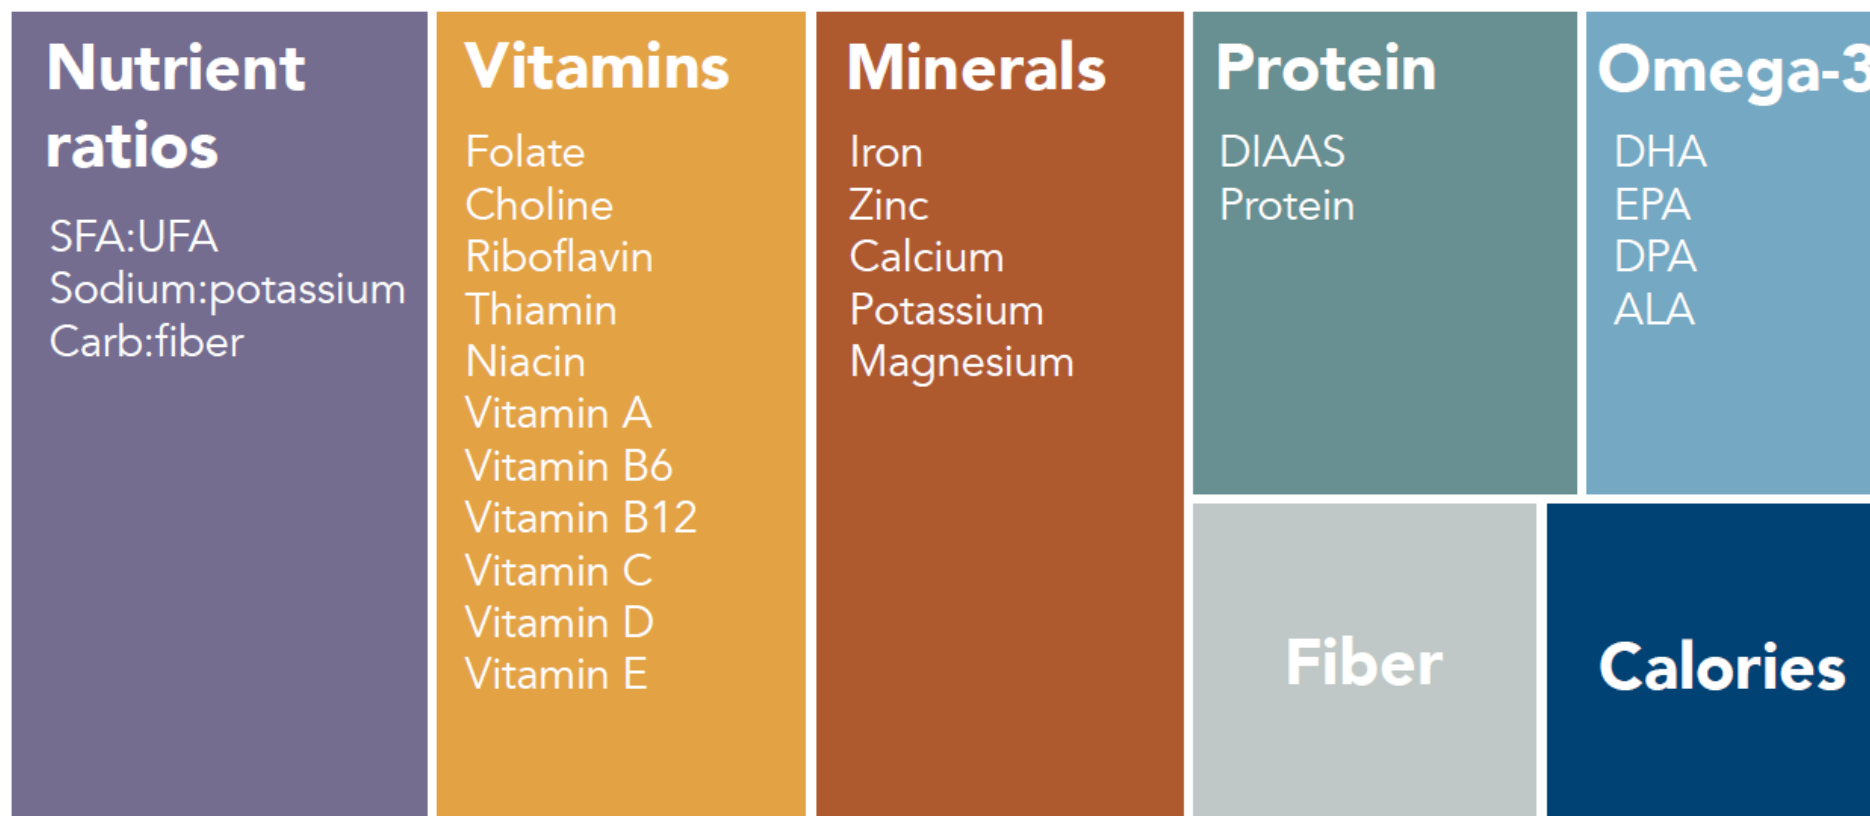 Nutrient
ratios
SFA:UFA
Sodium:potassium
Carb:fiber
Vitamins
Folate
Choline
Riboflavin
Thiamin
Niacin
Vitamin A
Vitamin B6
Vitamin B12
Vitamin C
Vitamin D
Vitamin E
Minerals
Iron
Zinc
Calcium
Potassium
Magnesium
Protein
DIAAS
Protein
Omega-3
DHA
EPA
DPA
ALA
Fiber
Calories